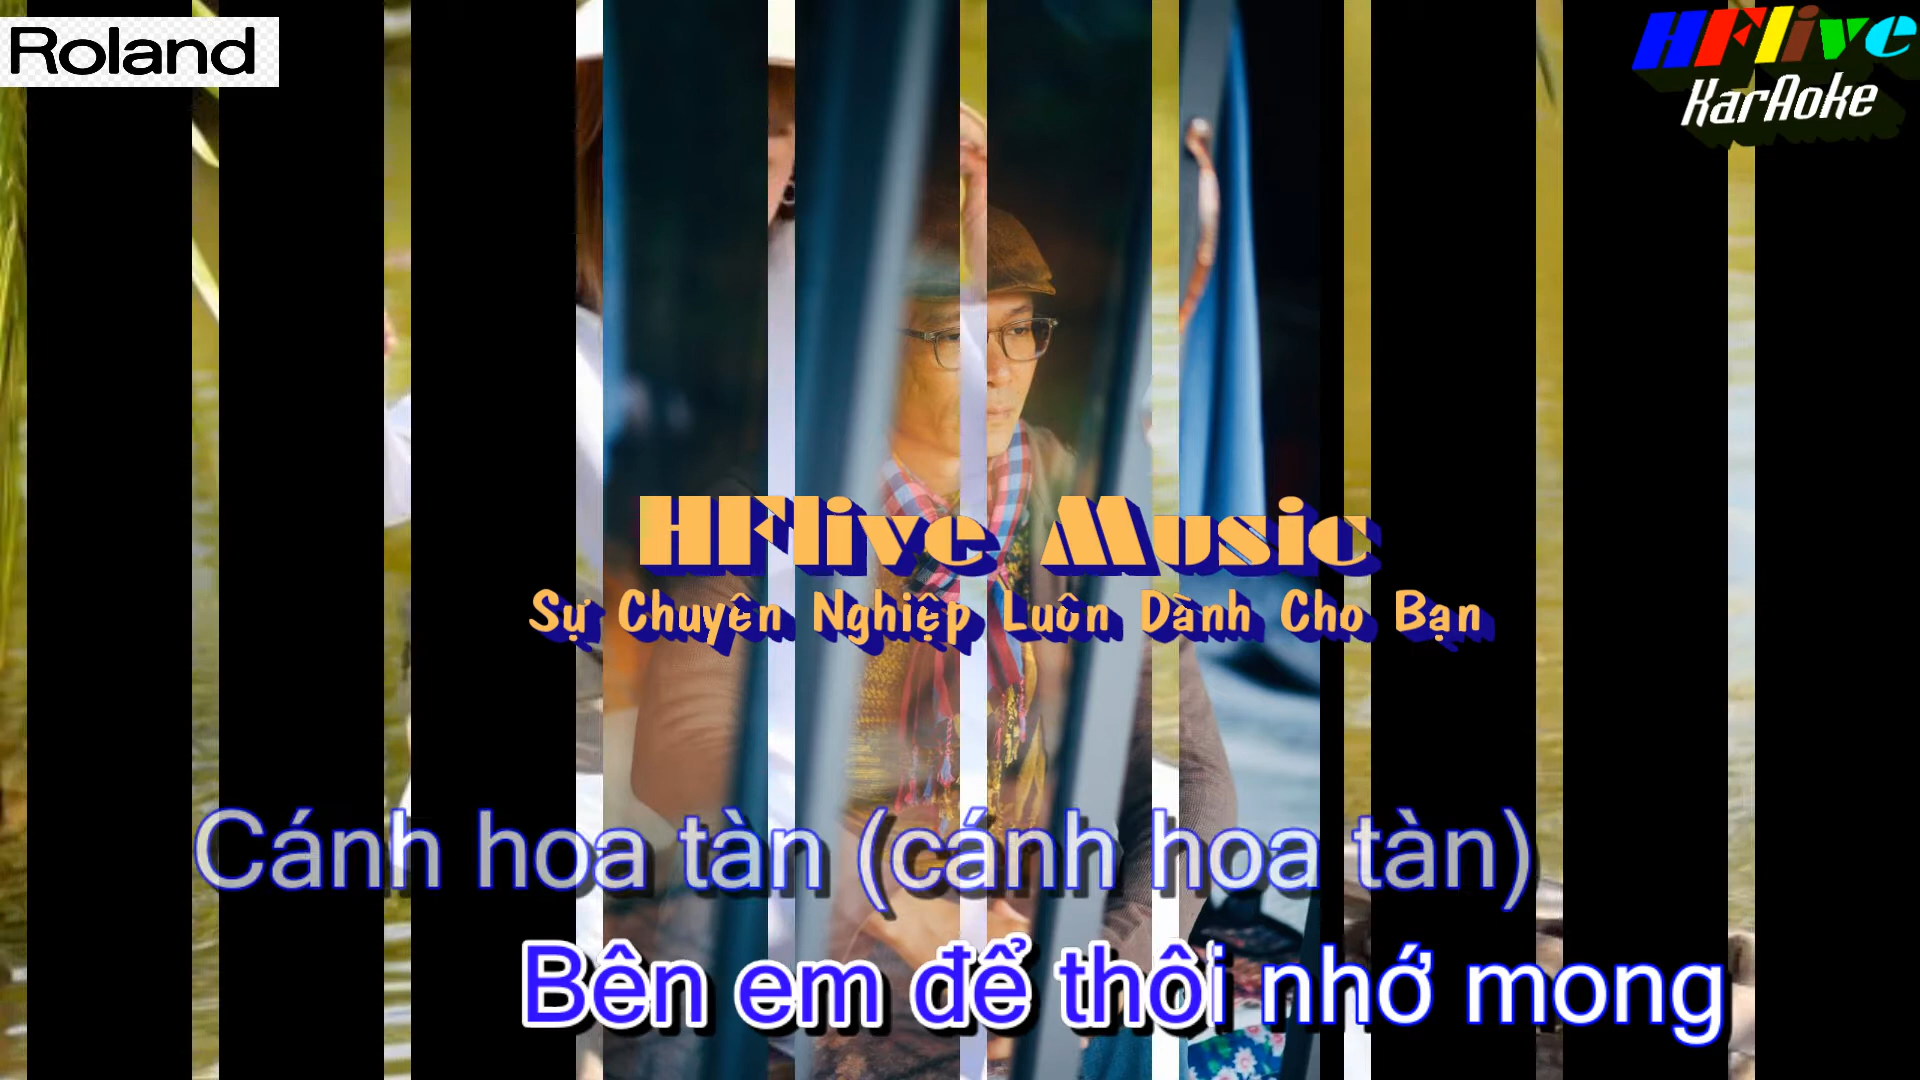 Roland
HFlive
KarAoke
HFlive Music
Sự Chuyên Nghiệp Luôn Dành Cho Bạn
Cánh hoa tàn (cánh hoa tàn)
Bên em để thôi nhớ mong